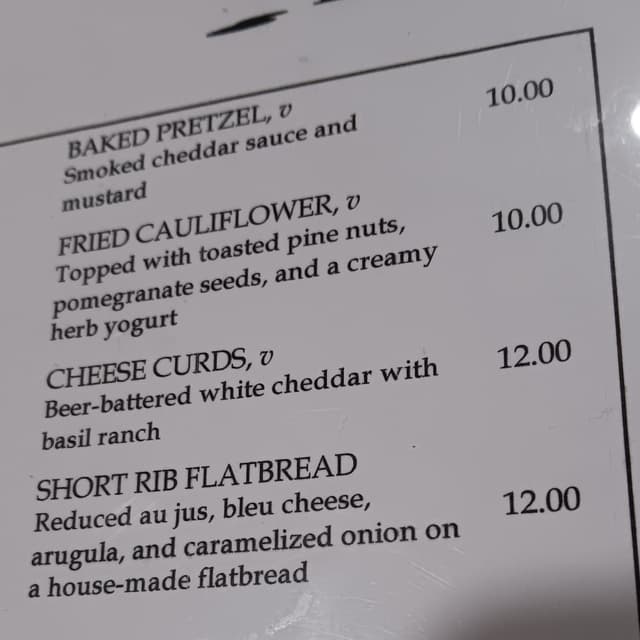 BAKED PRETZEL, v 10.00
Smoked cheddar sauce and
mustard
FRIED CAULIFLOWER, v 10.00
Topped with toasted pine nuts,
pomegranate seeds, and a creamy
herb yogurt
CHEESE CURDS, v 12.00
Beer-battered white cheddar with
basil ranch
SHORT RIB FLATBREAD 12.00
Reduced au jus, bleu cheese,
arugula, and caramelized onion on
a house-made flatbread